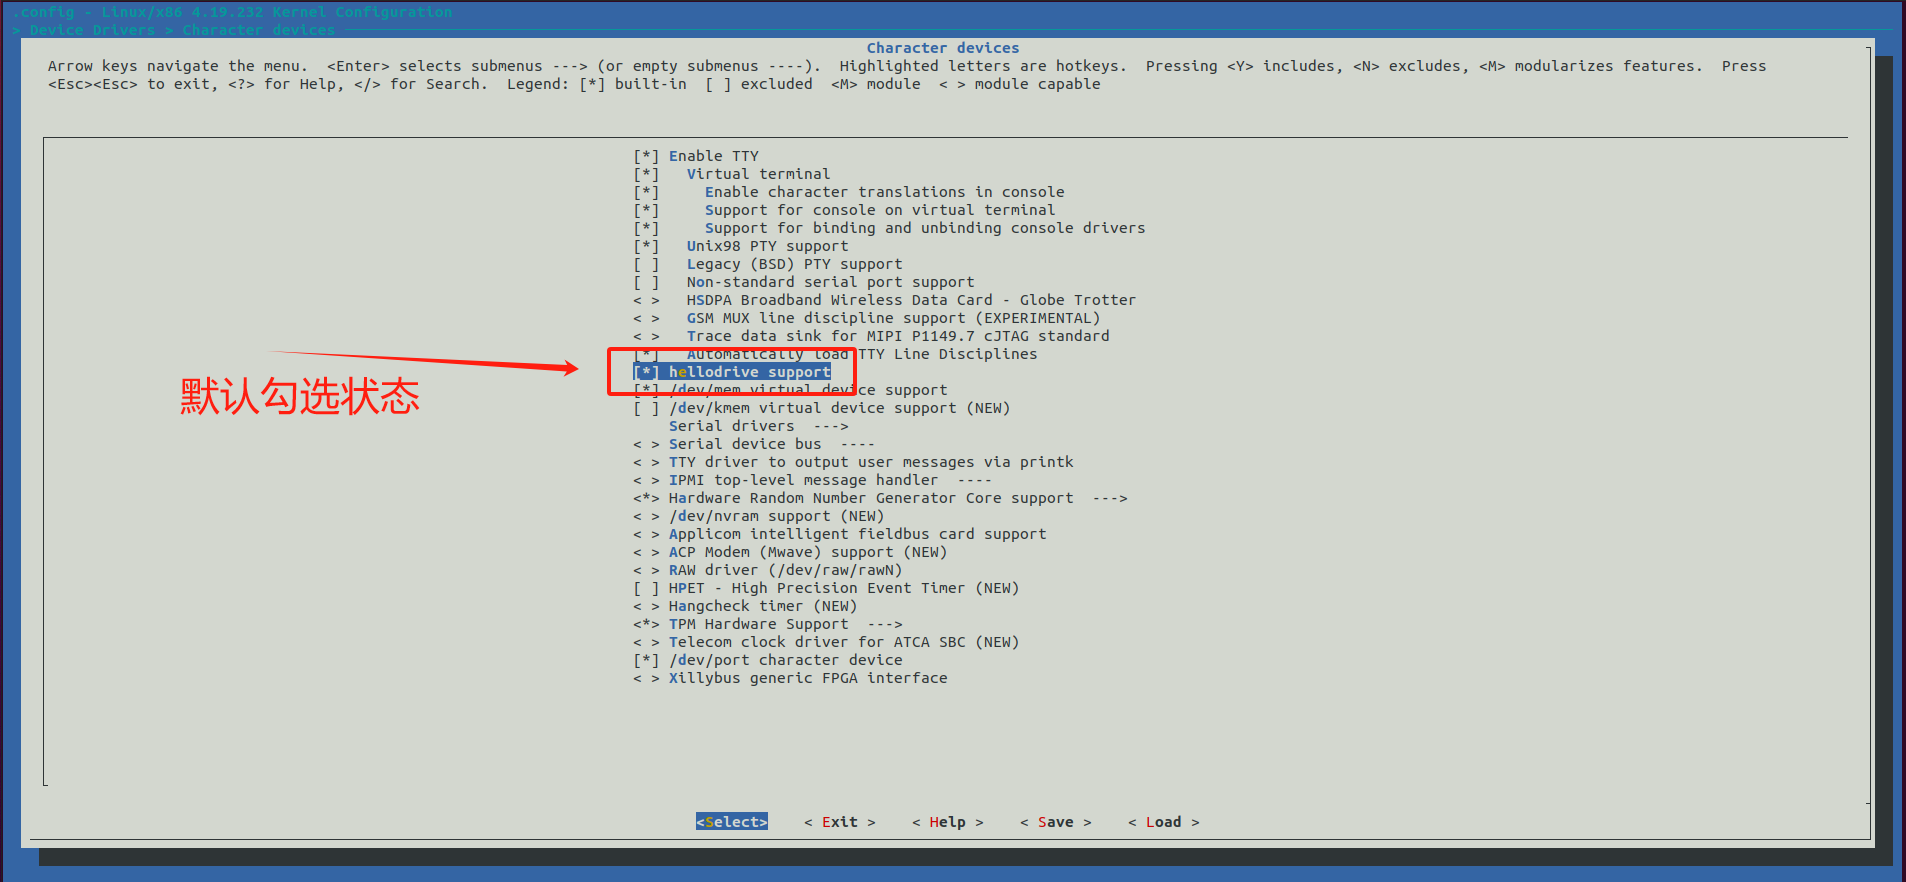 .config - Linux/x86 4.19.232 Kernel Configuration
> Device Drivers > Character devices
Character devices
Arrow keys navigate the menu.  <Enter> selects submenus ---> (or empty submenus ----).  Highlighted letters are hotkeys.  Pressing <Y> includes, <N> excludes, <M> modularizes features.  Press
<Esc><Esc> to exit, <?> for Help, </> for Search.  Legend: [*] built-in  [ ] excluded  <M> module  < > module capable
[*] Enable TTY
[*]   Virtual terminal
[*]     Enable character translations in console
[*]     Support for console on virtual terminal
[*]     Support for binding and unbinding console drivers
[*]   Unix98 PTY support
[ ]   Legacy (BSD) PTY support
[ ]   Non-standard serial port support
< >   HSDPA Broadband Wireless Data Card - Globe Trotter
< >   GSM MUX line discipline support (EXPERIMENTAL)
< >   Trace data sink for MIPI P1149.7 cJTAG standard
[*]   Automatically load TTY Line Disciplines
[*] hellodrive support
[*] /dev/mem virtual device support
[ ] /dev/kmem virtual device support (NEW)
Serial drivers  --->
< > Serial device bus  ----
< > TTY driver to output user messages via printk
< > IPMI top-level message handler  ----
<*> Hardware Random Number Generator Core support  --->
< > /dev/nvram support (NEW)
< > Applicom intelligent fieldbus card support
< > ACP Modem (Mwave) support (NEW)
< > RAW driver (/dev/raw/rawN)
[ ] HPET - High Precision Event Timer (NEW)
< > Hangcheck timer (NEW)
<*> TPM Hardware Support  --->
< > Telecom clock driver for ATCA SBC (NEW)
[*] /dev/port character device
< > Xillybus generic FPGA interface
默认勾选状态
<Select>    < Exit >    < Help >    < Save >    < Load >